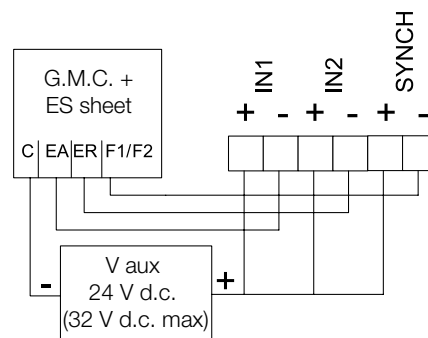 G.M.C. +
ES sheet
C EA ER F1/F2
IN1
IN2
SYNCH
+ - + - + -
- +
V aux
24 V d.c.
(32 V d.c. max)